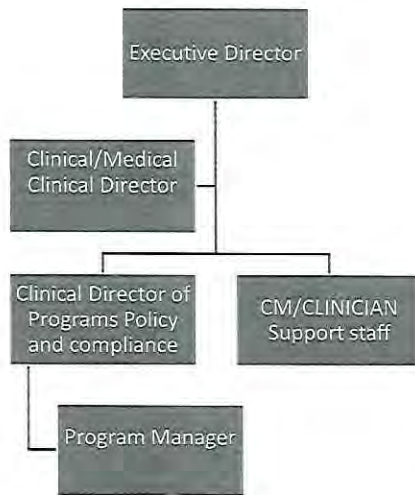 Executive Director
Clinical/Medical
Clinical Director
Clinical Director of
Programs Policy
and compliance
CM/CLINICIAN
Support staff
Program Manager